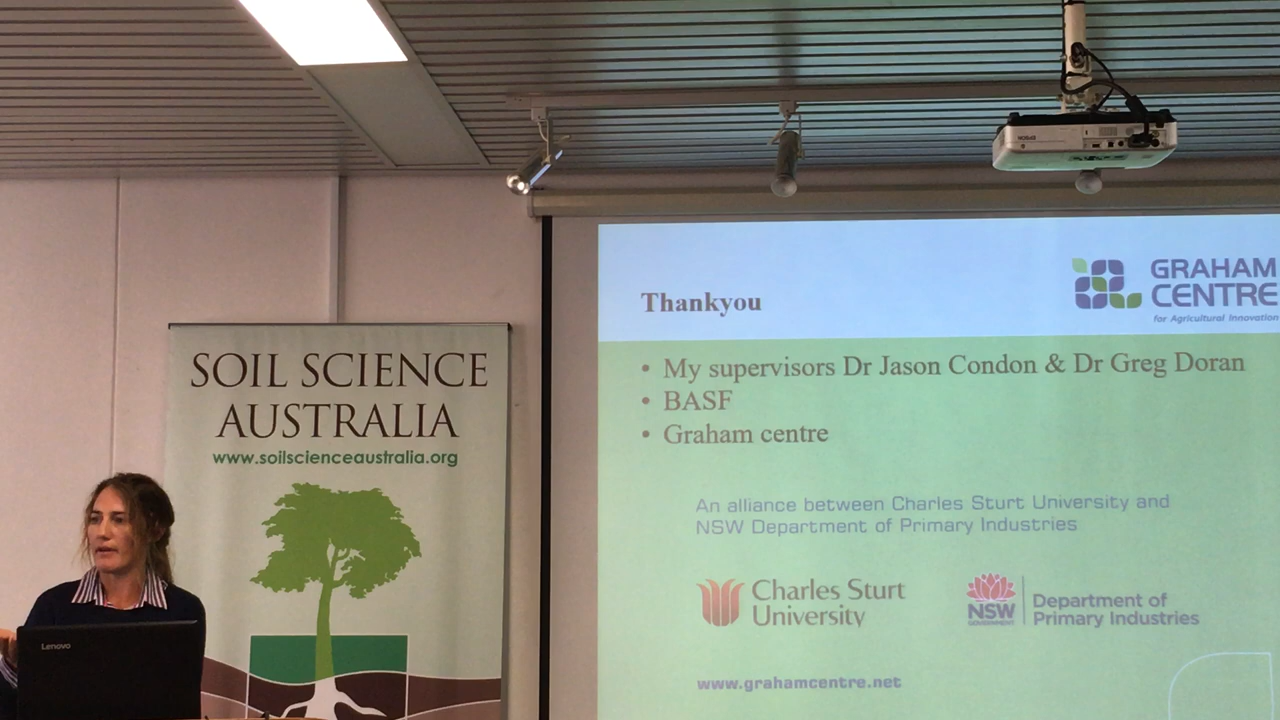 SOIL SCIENCE
AUSTRALIA
www.soilscienceaustralia.org
Lenovo
EPSON
GRAHAM
CENTRE
for Agricultural Innovation
Thankyou
• My supervisors Dr Jason Condon & Dr Greg Doran
• BASF
• Graham centre
An alliance between Charles Sturt University and
NSW Department of Primary Industries
Charles Sturt
University
NSW
GOVERNMENT
Department of
Primary Industries
www.grahamcentre.net